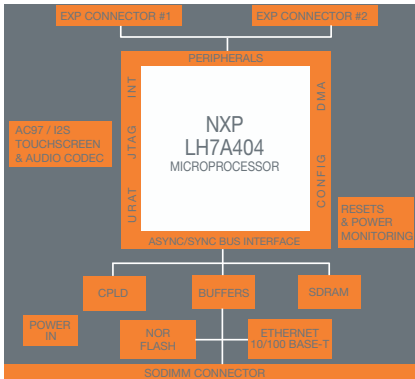 EXP CONNECTOR #1
EXP CONNECTOR #2
PERIPHERALS
INT
DMA
NXP
LH7A404
MICROPROCESSOR
AC97 / I2S
TOUCHSCREEN
& AUDIO CODEC
JTAG
CONFIG
URAT
RESETS
& POWER
MONITORING
ASYNC/SYNC BUS INTERFACE
CPLD
BUFFERS
SDRAM
POWER
IN
NOR
FLASH
ETHERNET
10/100 BASE-T
SODIMM CONNECTOR